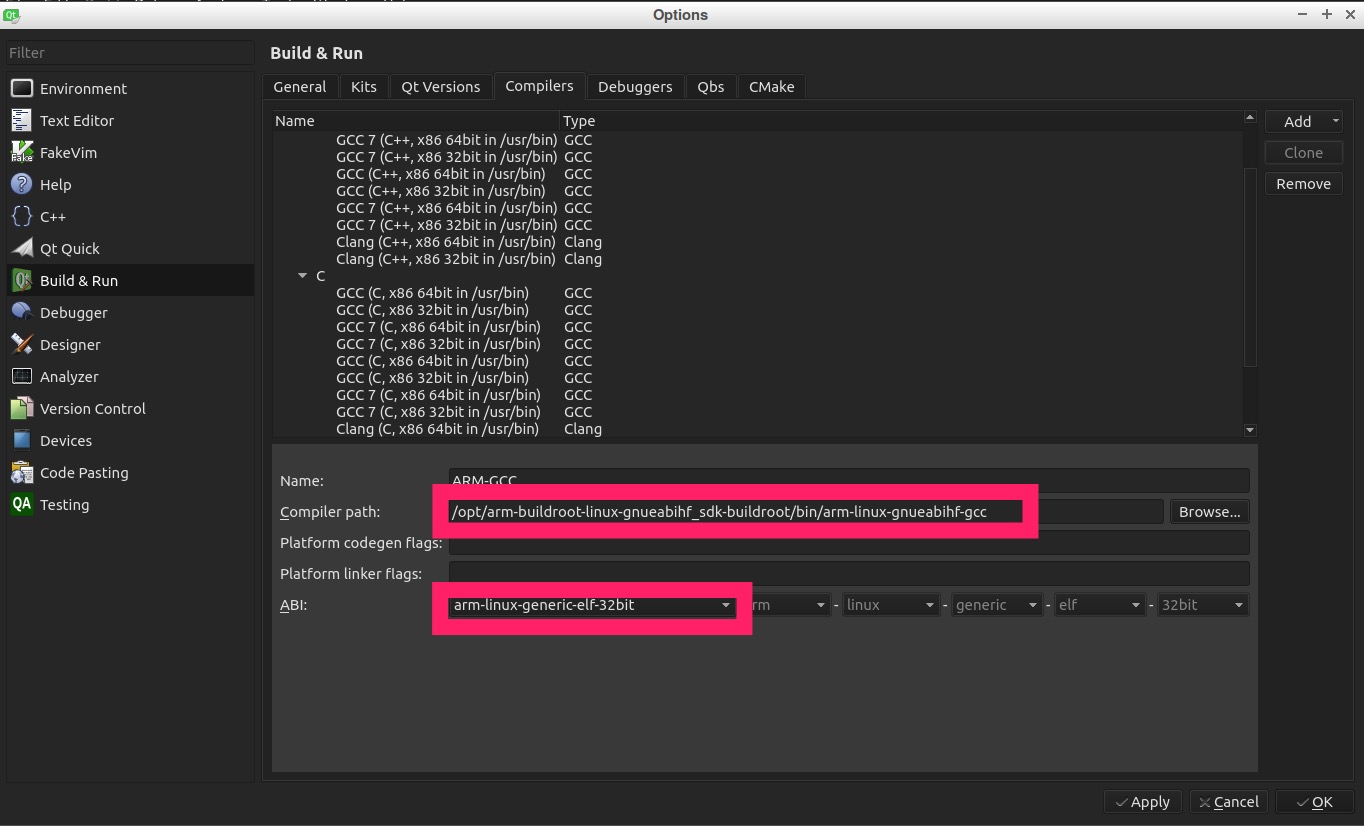 Options
Filter
Environment
Text Editor
FakeVim
Help
C++
Qt Quick
Build & Run
Debugger
Designer
Analyzer
Version Control
Devices
Code Pasting
QA Testing
Build & Run
General Kits Qt Versions Compilers Debuggers Qbs CMake
Name Type
GCC 7 (C++, x86 64bit in /usr/bin) GCC
GCC 7 (C++, x86 32bit in /usr/bin) GCC
GCC (C++, x86 64bit in /usr/bin) GCC
GCC (C++, x86 32bit in /usr/bin) GCC
GCC 7 (C++, x86 64bit in /usr/bin) GCC
GCC 7 (C++, x86 32bit in /usr/bin) GCC
Clang (C++, x86 64bit in /usr/bin) Clang
Clang (C++, x86 32bit in /usr/bin) Clang
C
GCC (C, x86 64bit in /usr/bin) GCC
GCC (C, x86 32bit in /usr/bin) GCC
GCC 7 (C, x86 64bit in /usr/bin) GCC
GCC 7 (C, x86 32bit in /usr/bin) GCC
GCC (C, x86 64bit in /usr/bin) GCC
GCC (C, x86 32bit in /usr/bin) GCC
GCC 7 (C, x86 64bit in /usr/bin) GCC
GCC 7 (C, x86 32bit in /usr/bin) GCC
Clang (C, x86 64bit in /usr/bin) Clang
Add
Clone
Remove
Name: ARM-GCC
Compiler path: /opt/arm-buildroot-linux-gnueabihf_sdk-buildroot/bin/arm-linux-gnueabihf-gcc Browse...
Platform codegen flags:
Platform linker flags:
ABI: arm-linux-generic-elf-32bit rm - linux - generic - elf - 32bit
Apply Cancel OK